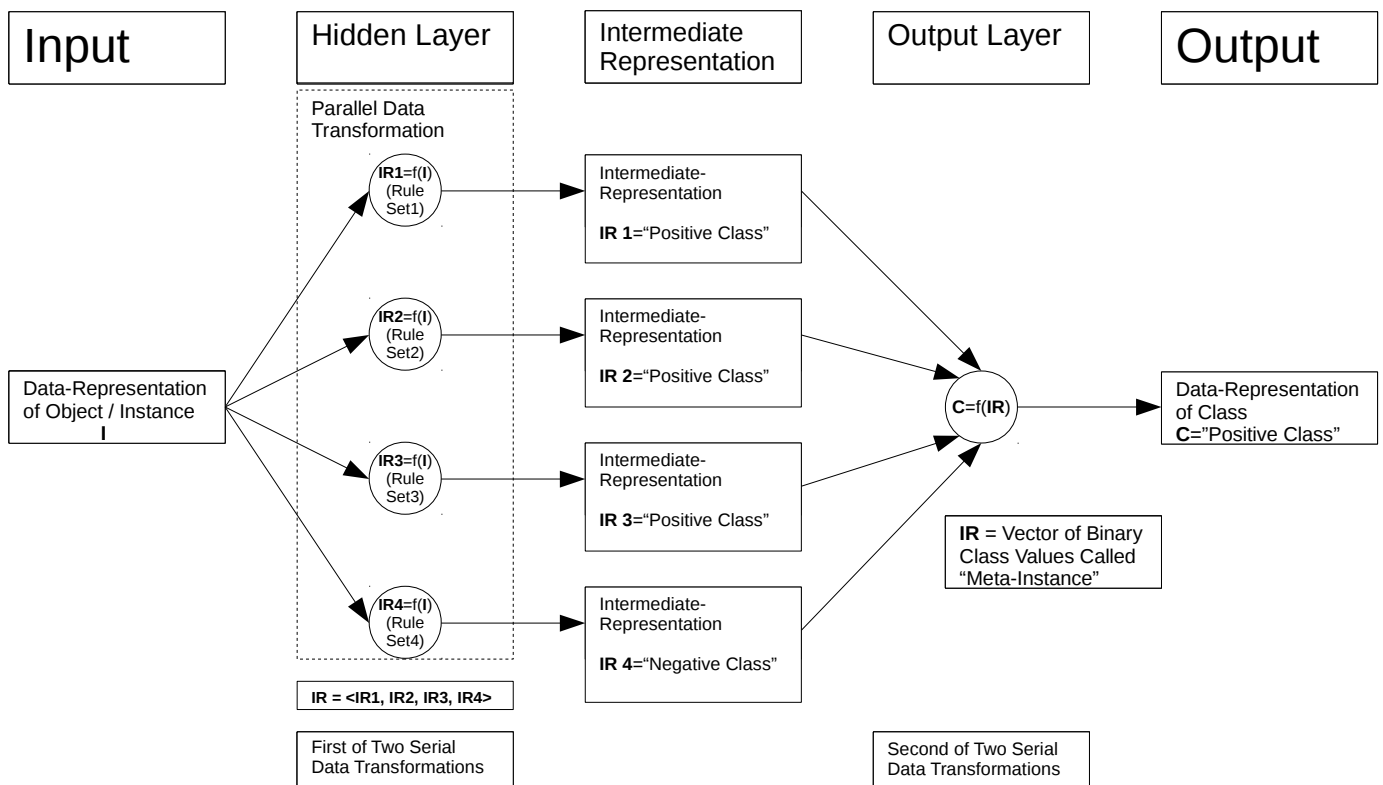 Input
Hidden Layer
Intermediate
Representation
Output Layer
Output
Parallel Data
Transformation
IR1=f(I)
(Rule
Set1)
Intermediate-
Representation
IR 1=“Positive Class”
IR2=f(I)
(Rule
Set2)
Intermediate-
Representation
IR 2=“Positive Class”
Data-Representation
of Object / Instance
I
C=f(IR)
Data-Representation
of Class
C=”Positive Class”
IR3=f(I)
(Rule
Set3)
Intermediate-
Representation
IR 3=“Positive Class”
IR = Vector of Binary
Class Values Called
“Meta-Instance”
IR4=f(I)
(Rule
Set4)
Intermediate-
Representation
IR 4=“Negative Class”
IR = <IR1, IR2, IR3, IR4>
First of Two Serial
Data Transformations
Second of Two Serial
Data Transformations